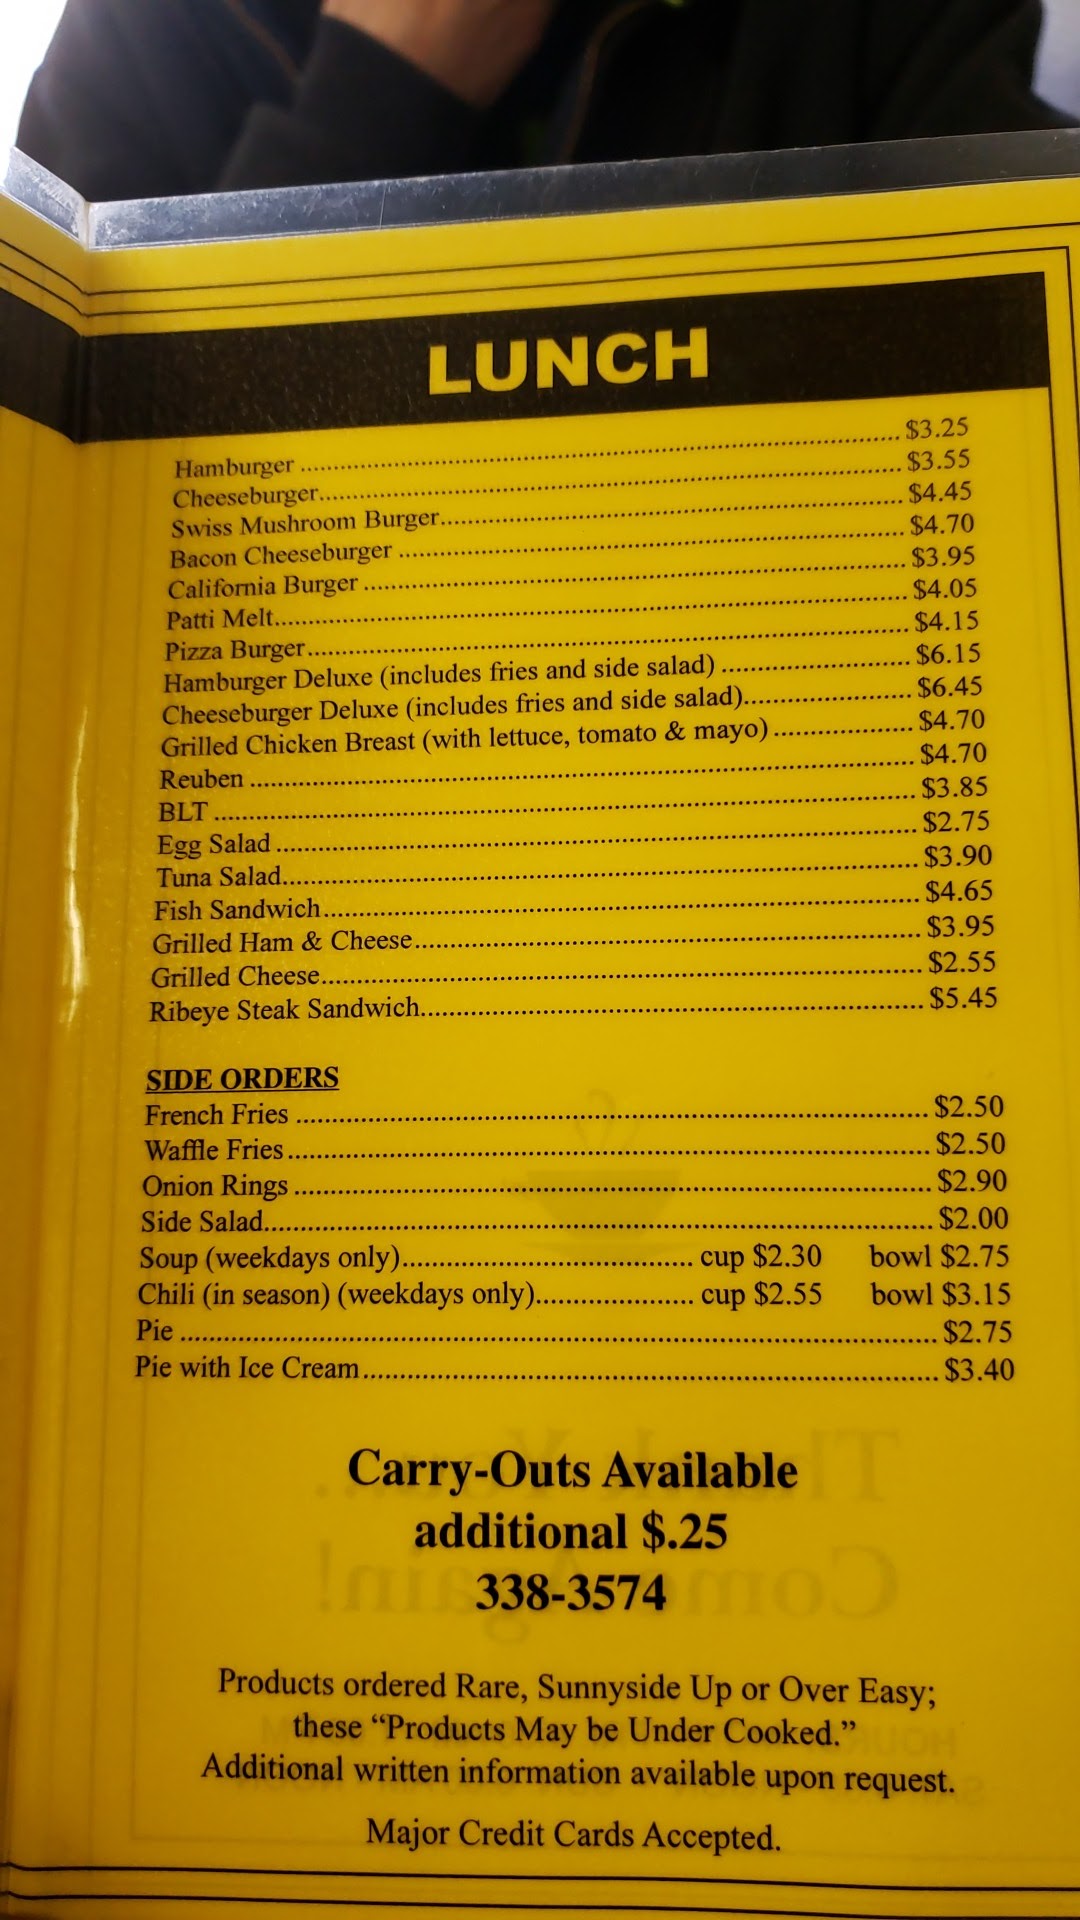 LUNCH
Hamburger ........ $3.25
Cheeseburger........ $3.55
Swiss Mushroom Burger........ $4.45
Bacon Cheeseburger ........ $4.70
California Burger ........ $3.95
Patti Melt........ $4.05
Pizza Burger........ $4.15
Hamburger Deluxe (includes fries and side salad) ........ $6.15
Cheeseburger Deluxe (includes fries and side salad)........ $6.45
Grilled Chicken Breast (with lettuce, tomato & mayo) ........ $4.70
Reuben ........ $4.70
BLT ........ $3.85
Egg Salad ........ $2.75
Tuna Salad........ $3.90
Fish Sandwich........ $4.65
Grilled Ham & Cheese........ $3.95
Grilled Cheese........ $2.55
Ribeye Steak Sandwich........ $5.45
SIDE ORDERS
French Fries ........ $2.50
Waffle Fries........ $2.50
Onion Rings ........ $2.90
Side Salad........ $2.00
Soup (weekdays only)........ cup $2.30 bowl $2.75
Chili (in season) (weekdays only)........ cup $2.55 bowl $3.15
Pie ........ $2.75
Pie with Ice Cream........ $3.40
Carry-Outs Available
additional $.25
338-3574
Products ordered Rare, Sunnyside Up or Over Easy;
these “Products May be Under Cooked.”
Additional written information available upon request.
Major Credit Cards Accepted.